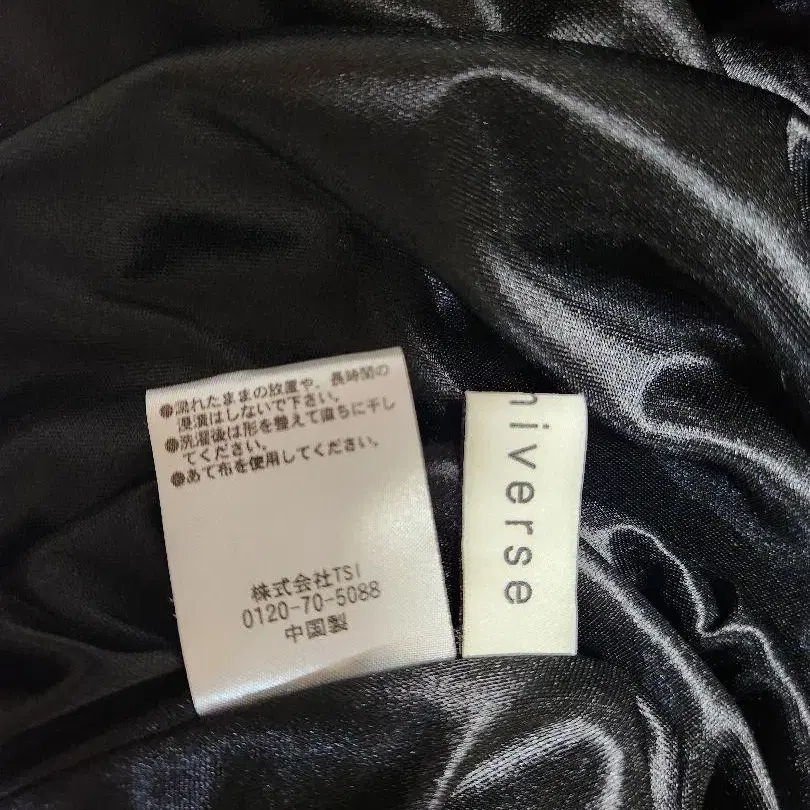 ●濡れたままの放置や、長時間の
浸漬はしないで下さい。
●洗濯後は形を整えて直ちに干し
てください。
●あて布を使用してください。
株式会社TSI
0120-70-5088
中国製
niverse